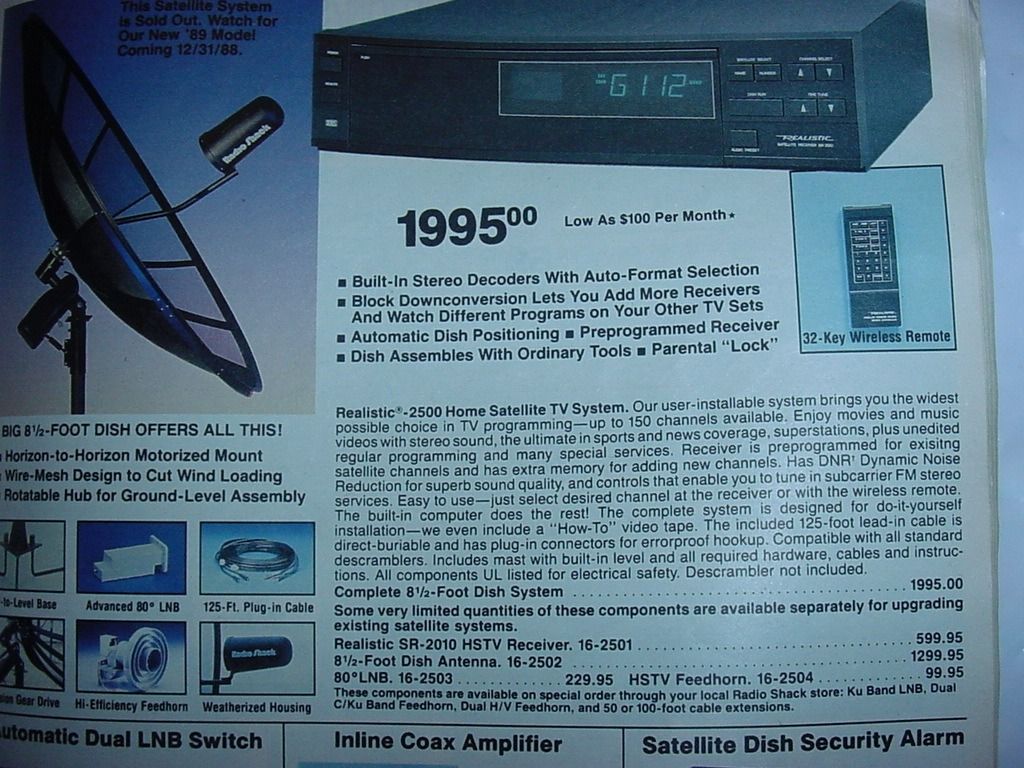 This Satellite System
is Sold Out. Watch for
Our New '89 Model
Coming 12/31/88.
Radio Shack
G 112
SATELLITE SELECT
CHANNEL SELECT
REALISTIC
1995⁰⁰ Low As $100 Per Month★
■ Built-In Stereo Decoders With Auto-Format Selection
■ Block Downconversion Lets You Add More Receivers
And Watch Different Programs on Your Other TV Sets
■ Automatic Dish Positioning ■ Preprogrammed Receiver
■ Dish Assembles With Ordinary Tools ■ Parental "Lock"
32-Key Wireless Remote
BIG 8½-FOOT DISH OFFERS ALL THIS!
Horizon-to-Horizon Motorized Mount
Wire-Mesh Design to Cut Wind Loading
Rotatable Hub for Ground-Level Assembly
-to-Level Base
Advanced 80° LNB
125-Ft. Plug-in Cable
Gear Drive
Hi-Efficiency Feedhorn
Radio Shack
Weatherized Housing
Realistic®-2500 Home Satellite TV System. Our user-installable system brings you the widest
possible choice in TV programming—up to 150 channels available. Enjoy movies and music
videos with stereo sound, the ultimate in sports and news coverage, superstations, plus unedited
regular programming and many special services. Receiver is preprogrammed for exisitng
satellite channels and has extra memory for adding new channels. Has DNR' Dynamic Noise
Reduction for superb sound quality, and controls that enable you to tune in subcarrier FM stereo
services. Easy to use—just select desired channel at the receiver or with the wireless remote.
The built-in computer does the rest! The complete system is designed for do-it-yourself
installation—we even include a "How-To" video tape. The included 125-foot lead-in cable is
direct-buriable and has plug-in connectors for errorproof hookup. Compatible with all standard
descramblers. Includes mast with built-in level and all required hardware, cables and instruc-
tions. All components UL listed for electrical safety. Descrambler not included.
Complete 8½-Foot Dish System . . . . . . . . . . 1995.00
Some very limited quantities of these components are available separately for upgrading
existing satellite systems.
Realistic SR-2010 HSTV Receiver. 16-2501 . . . . . . . . . . 599.95
8½-Foot Dish Antenna. 16-2502 . . . . . . . . . . 1299.95
80°LNB. 16-2503 . . . . . . . . . . 229.95 HSTV Feedhorn. 16-2504 . . . . . . . . . . 99.95
These components are available on special order through your local Radio Shack store: Ku Band LNB, Dual
C/Ku Band Feedhorn, Dual H/V Feedhorn, and 50 or 100-foot cable extensions.
utomatic Dual LNB Switch
Inline Coax Amplifier
Satellite Dish Security Alarm